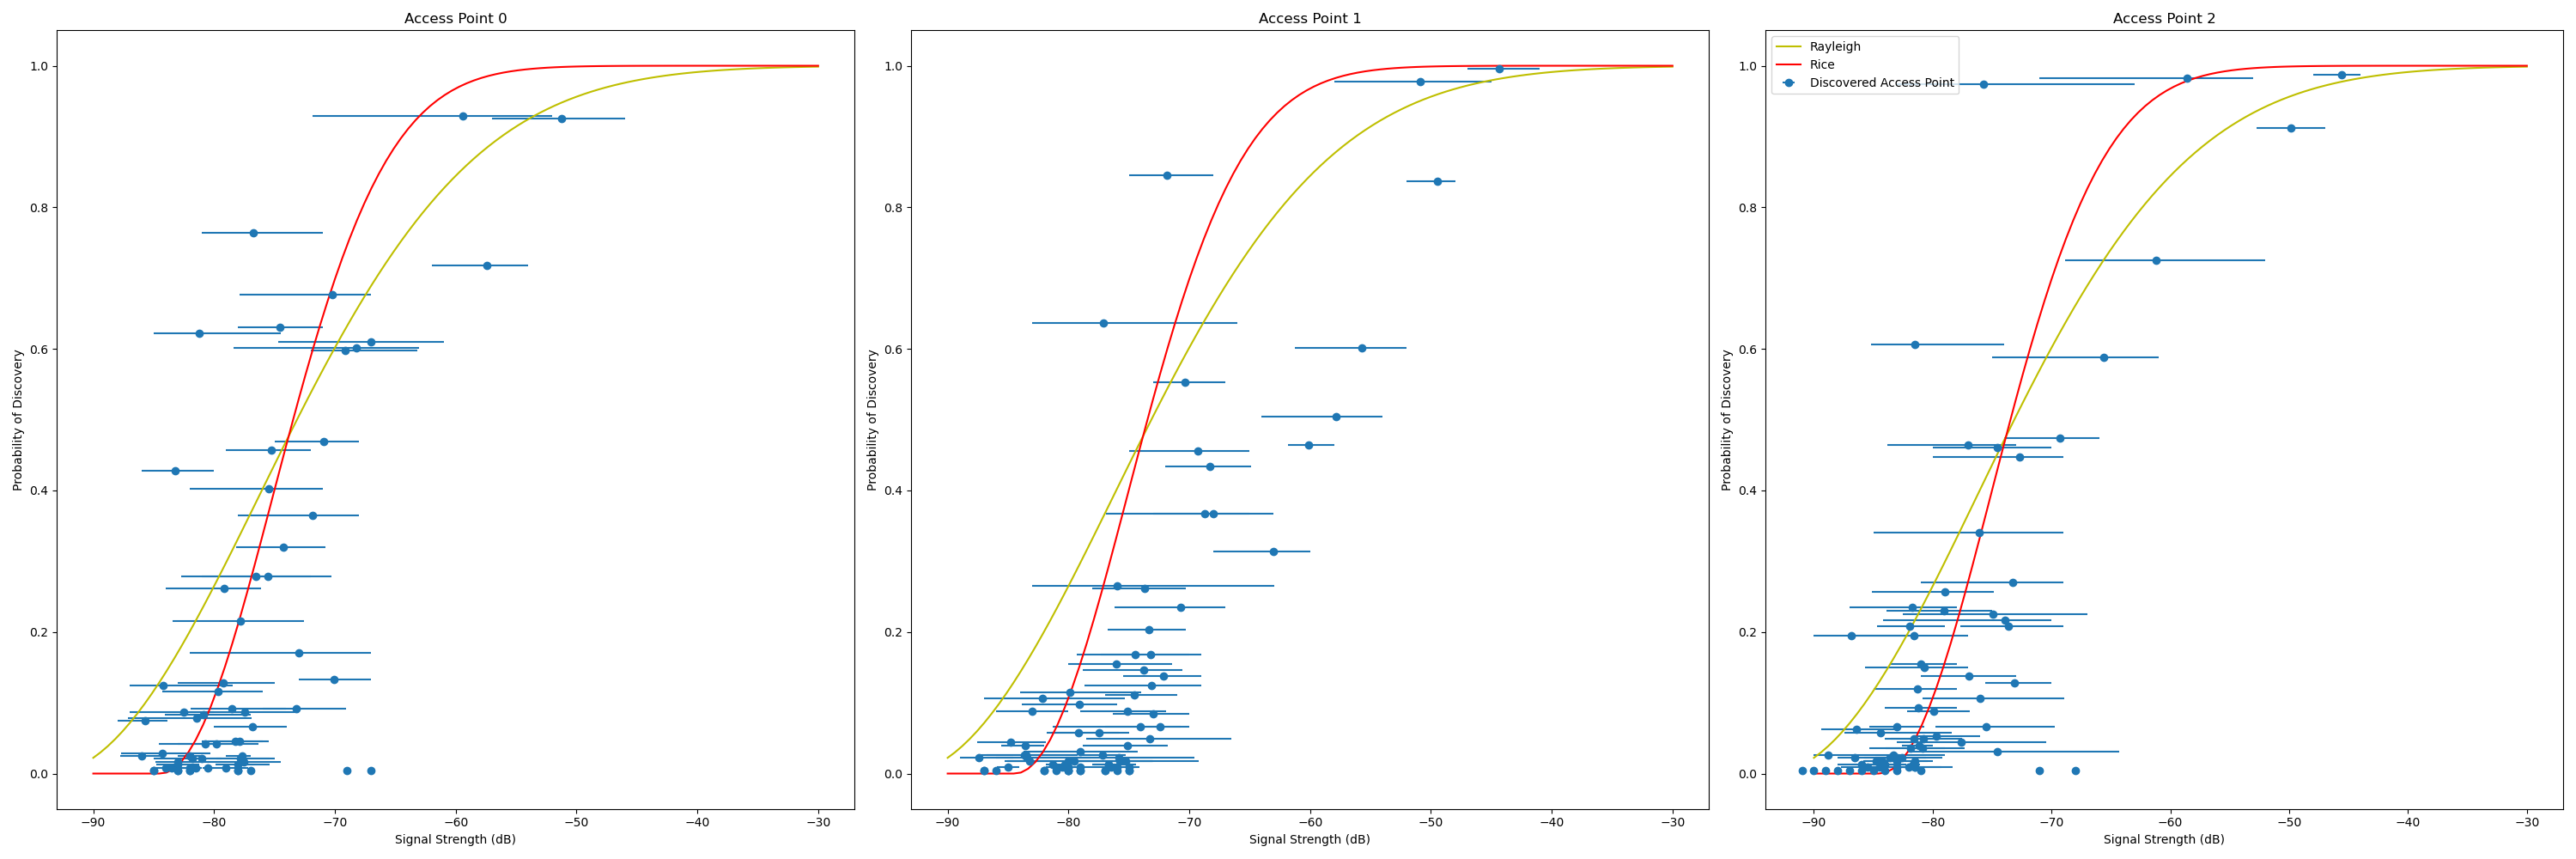 Access Point 0
Probability of Discovery
1.0
0.8
0.6
0.4
0.2
0.0
−90 −80 −70 −60 −50 −40 −30
Signal Strength (dB)
Access Point 1
Probability of Discovery
1.0
0.8
0.6
0.4
0.2
0.0
−90 −80 −70 −60 −50 −40 −30
Signal Strength (dB)
Access Point 2
Rayleigh
Rice
Discovered Access Point
Probability of Discovery
1.0
0.8
0.6
0.4
0.2
0.0
−90 −80 −70 −60 −50 −40 −30
Signal Strength (dB)